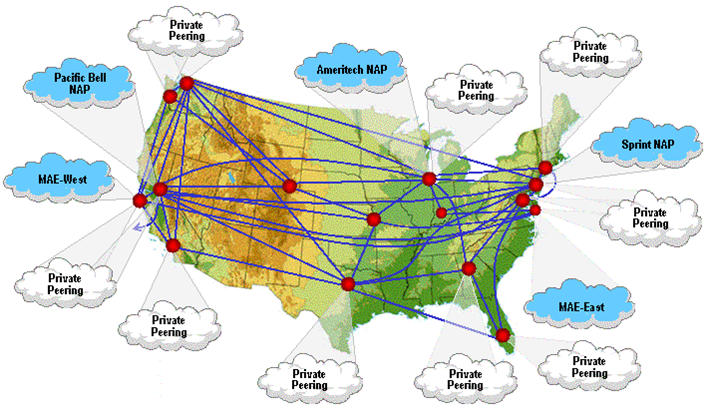 Private
Peering
Pacific Bell
NAP
Ameritech NAP
Private
Peering
Private
Peering
MAE-West
Sprint NAP
Private
Peering
Private
Peering
Private
Peering
MAE-East
Private
Peering
Private
Peering
Private
Peering